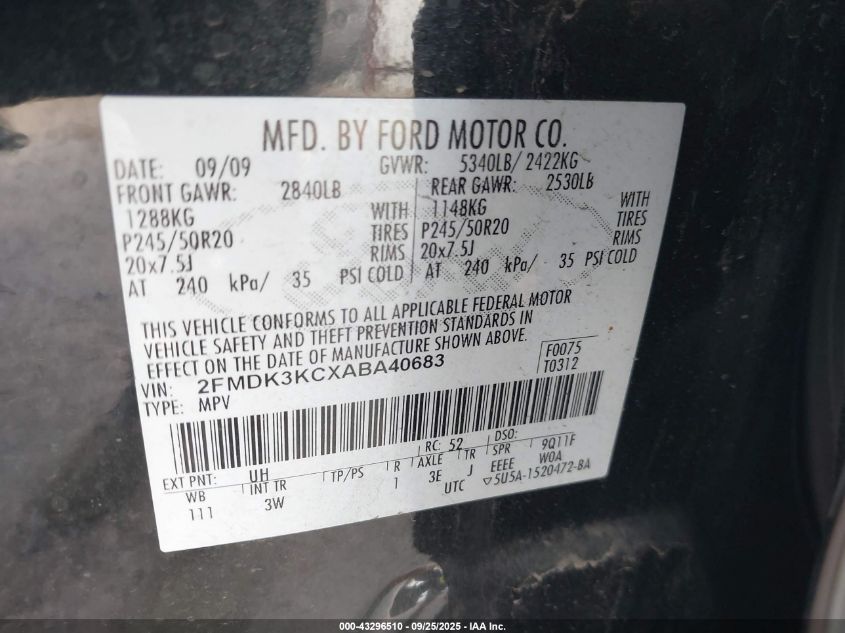 MFD. BY FORD MOTOR CO.
DATE: 09/09 GVWR: 5340LB/ 2422KG
FRONT GAWR: 2840LB REAR GAWR: 2530LB
1288KG WITH 1148KG WITH
P245/50R20 TIRES P245/50R20 TIRES
20x7.5J RIMS 20x7.5J RIMS
AT 240 kPa/ 35 PSI COLD AT 240 kPa/ 35 PSI COLD
THIS VEHICLE CONFORMS TO ALL APPLICABLE FEDERAL MOTOR
VEHICLE SAFETY AND THEFT PREVENTION STANDARDS IN
EFFECT ON THE DATE OF MANUFACTURE SHOWN ABOVE.
F0075
VIN: 2FMDK3KCXABA40683 T0312
TYPE: MPV
RC: 52 DSO:
EXT PNT: UH TP/PS R AXLE TR SPR 9Q11F
WB INT TR 1 3E J EEEE W0A
111 3W UTC ▽5U5A-1520472-BA
000-43296510 - 09/25/2025 - IAA Inc.